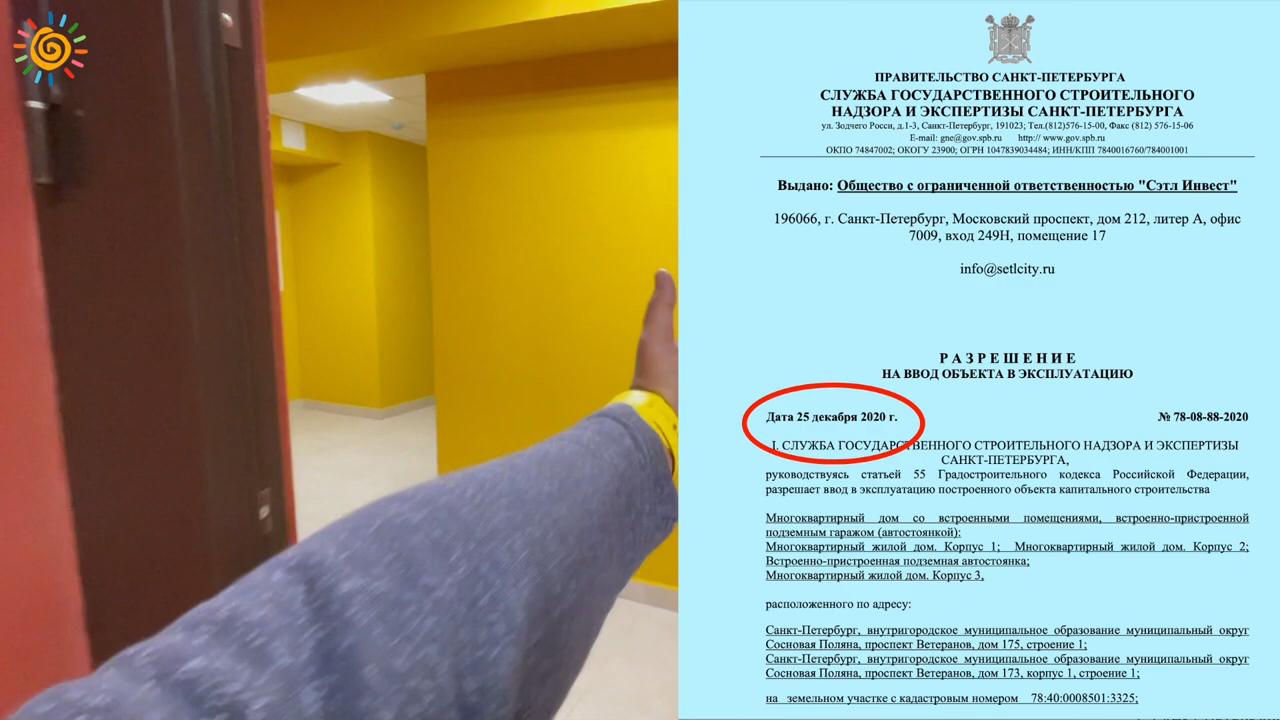 ПРАВИТЕЛЬСТВО САНКТ-ПЕТЕРБУРГА
СЛУЖБА ГОСУДАРСТВЕННОГО СТРОИТЕЛЬНОГО
НАДЗОРА И ЭКСПЕРТИЗЫ САНКТ-ПЕТЕРБУРГА
ул. Зодчего Росси, д.1-3, Санкт-Петербург, 191023; Тел.(812)576-15-00, Факс (812) 576-15-06
E-mail: gne@gov.spb.ru http:// www.gov.spb.ru
ОКПО 74847002; ОКОГУ 23900; ОГРН 1047839034484; ИНН/КПП 7840016760/784001001
Выдано: Общество с ограниченной ответственностью "Сэтл Инвест"
196066, г. Санкт-Петербург, Московский проспект, дом 212, литер А, офис
7009, вход 249Н, помещение 17
info@setlcity.ru
Р А З Р Е Ш Е Н И Е
НА ВВОД ОБЪЕКТА В ЭКСПЛУАТАЦИЮ
Дата 25 декабря 2020 г. № 78-08-88-2020
I. СЛУЖБА ГОСУДАРСТВЕННОГО СТРОИТЕЛЬНОГО НАДЗОРА И ЭКСПЕРТИЗЫ
САНКТ-ПЕТЕРБУРГА,
руководствуясь статьей 55 Градостроительного кодекса Российской Федерации,
разрешает ввод в эксплуатацию построенного объекта капитального строительства
Многоквартирный дом со встроенными помещениями, встроенно-пристроенной
подземным гаражом (автостоянкой):
Многоквартирный жилой дом. Корпус 1; Многоквартирный жилой дом. Корпус 2;
Встроенно-пристроенная подземная автостоянка;
Многоквартирный жилой дом. Корпус 3,
расположенного по адресу:
Санкт-Петербург, внутригородское муниципальное образование муниципальный округ
Сосновая Поляна, проспект Ветеранов, дом 175, строение 1;
Санкт-Петербург, внутригородское муниципальное образование муниципальный округ
Сосновая Поляна, проспект Ветеранов, дом 173, корпус 1, строение 1;
на земельном участке с кадастровым номером 78:40:0008501:3325;